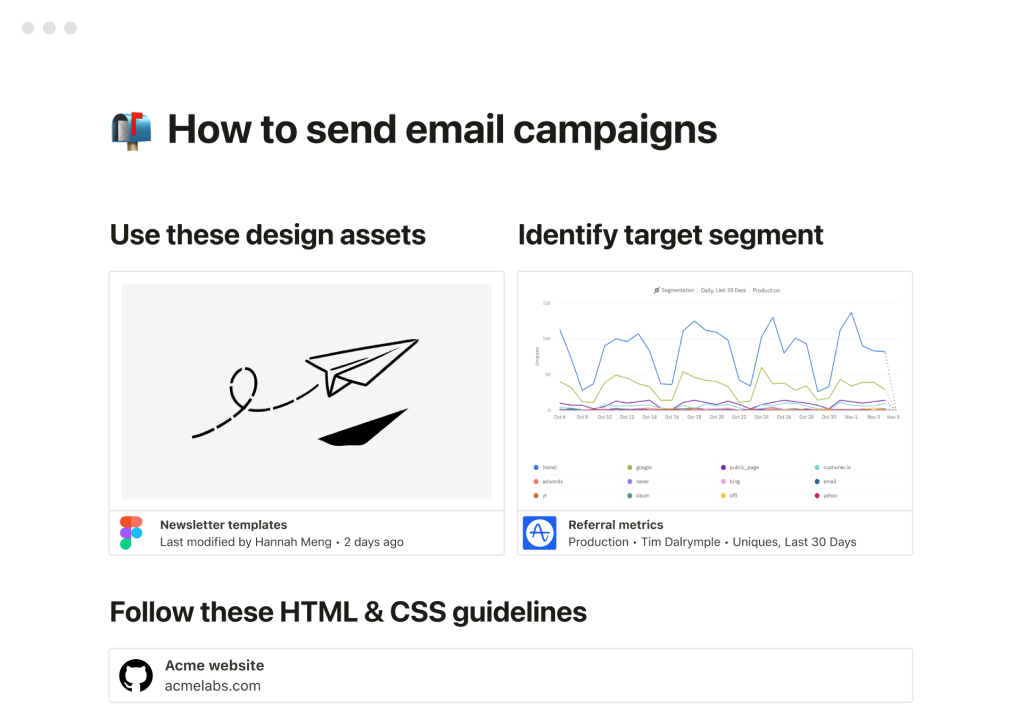 How to send email campaigns
Use these design assets
Identify target segment
Segmentation | Daily, Last 30 Days | Production
150
100
50
0
Uniques
Oct 6 Oct 8 Oct 10 Oct 12 Oct 14 Oct 16 Oct 18 Oct 20 Oct 22 Oct 24 Oct 26 Oct 28 Oct 30 Nov 1 Nov 3 Nov 5
(none) google public_page customer.io
adwords naver bing email
yt daum affi yahoo
Newsletter templates
Last modified by Hannah Meng • 2 days ago
Referral metrics
Production • Tim Dalrymple • Uniques, Last 30 Days
Follow these HTML & CSS guidelines
Acme website
acmelabs.com